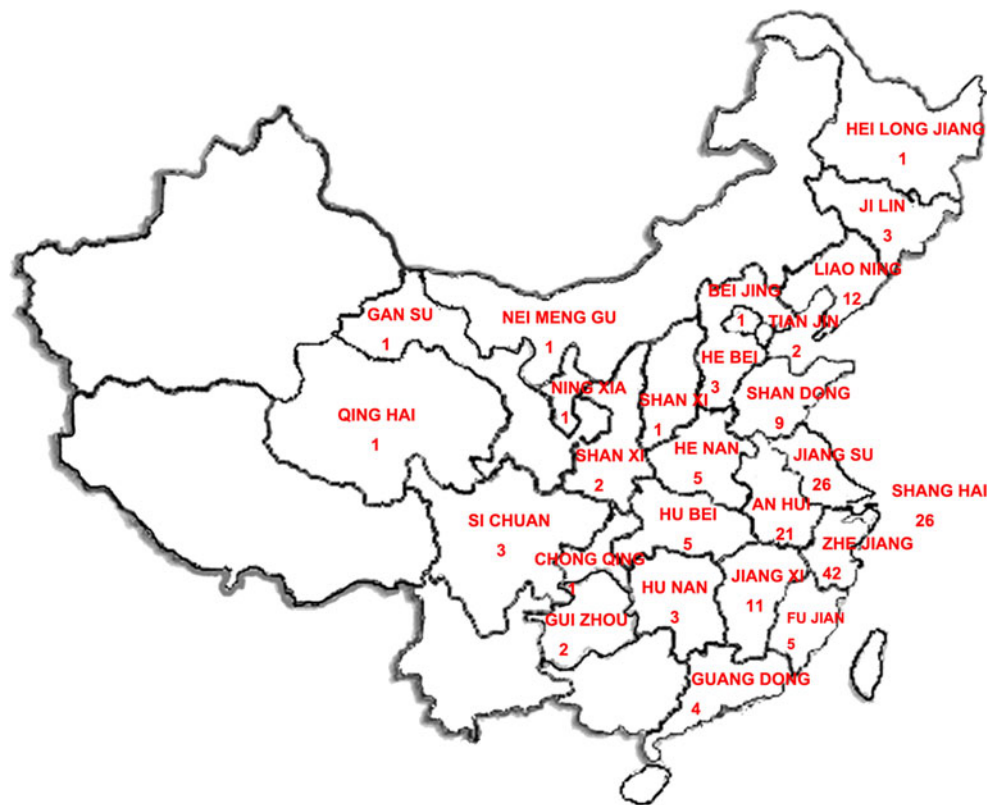 HEI LONG JIANG
1
JI LIN
3
LIAO NING
12
BEI JING
1
TIAN JIN
2
GAN SU
1
NEI MENG GU
1
HE BEI
3
NING XIA
1
SHAN XI
1
SHAN DONG
9
QING HAI
1
SHAN XI
2
HE NAN
5
JIANG SU
26
SHANG HAI
26
AN HUI
21
SI CHUAN
3
HU BEI
5
ZHE JIANG
42
CHONG QING
1
HU NAN
3
JIANG XI
11
GUI ZHOU
2
FU JIAN
5
GUANG DONG
4